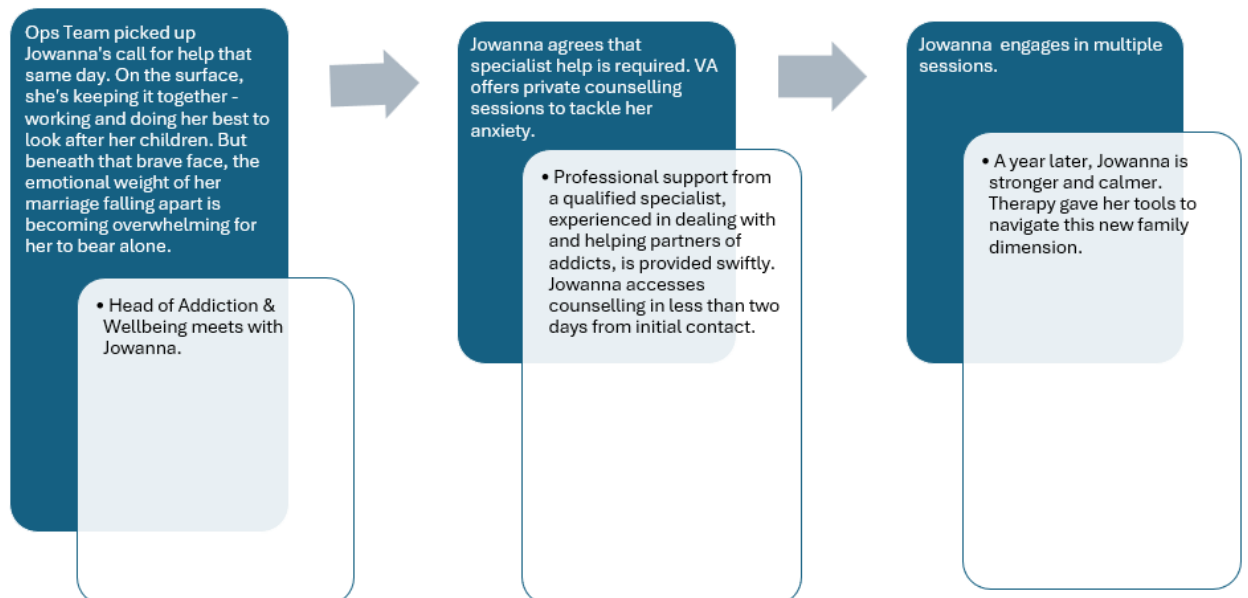 Ops Team picked up
Jowanna's call for help that
same day. On the surface,
she's keeping it together -
working and doing her best to
look after her children. But
beneath that brave face, the
emotional weight of her
marriage falling apart is
becoming overwhelming for
her to bear alone.
• Head of Addiction &
Wellbeing meets with
Jowanna.
Jowanna agrees that
specialist help is required. VA
offers private counselling
sessions to tackle her
anxiety.
• Professional support from
a qualified specialist,
experienced in dealing with
and helping partners of
addicts, is provided swiftly.
Jowanna accesses
counselling in less than two
days from initial contact.
Jowanna engages in multiple
sessions.
• A year later, Jowanna is
stronger and calmer.
Therapy gave her tools to
navigate this new family
dimension.